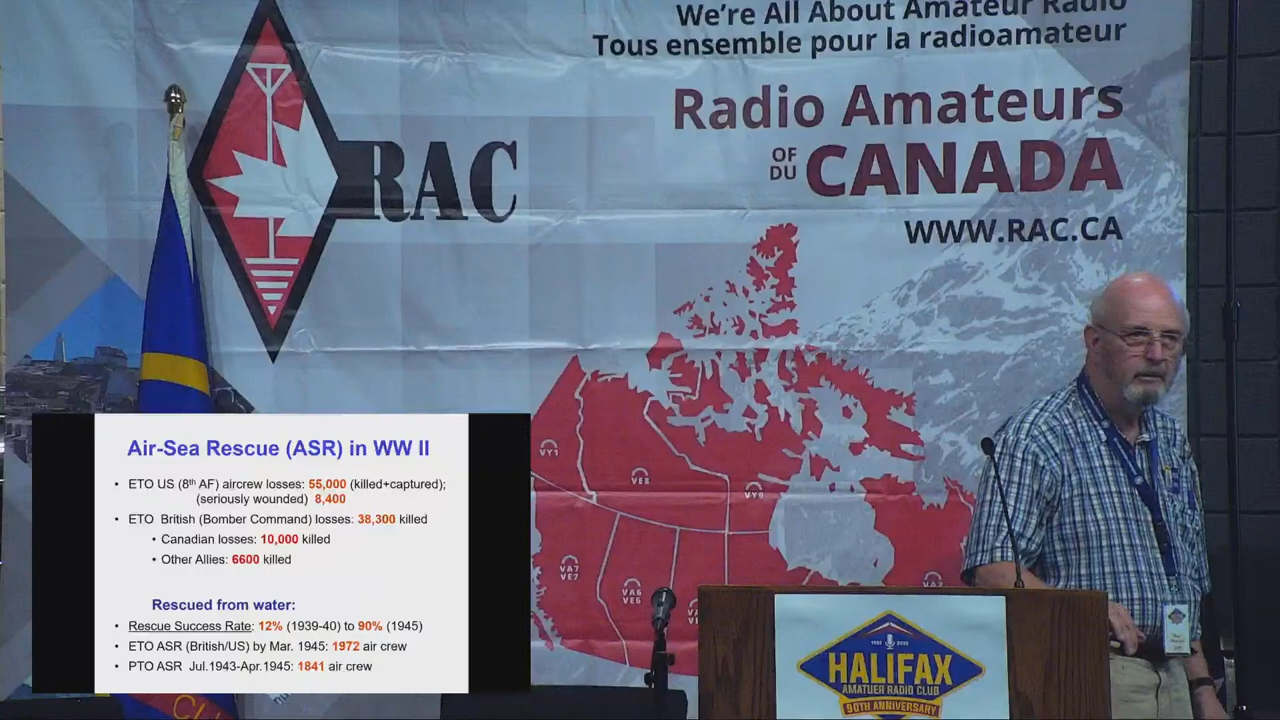 We're All About Amateur Radio
Tous ensemble pour la radioamateur
Radio Amateurs
OF
DU
CANADA
WWW.RAC.CA
RAC
VY1
VE8
VY0
VA7
VE7
VA6
VE6
Air-Sea Rescue (ASR) in WW II
• ETO US (8th AF) aircrew losses: 55,000 (killed+captured);
(seriously wounded) 8,400
• ETO British (Bomber Command) losses: 38,300 killed
• Canadian losses: 10,000 killed
• Other Allies: 6600 killed
Rescued from water:
• Rescue Success Rate: 12% (1939-40) to 90% (1945)
• ETO ASR (British/US) by Mar. 1945: 1972 air crew
• PTO ASR Jul.1943-Apr.1945: 1841 air crew
HALIFAX
AMATUER RADIO CLUB
90TH ANNIVERSARY